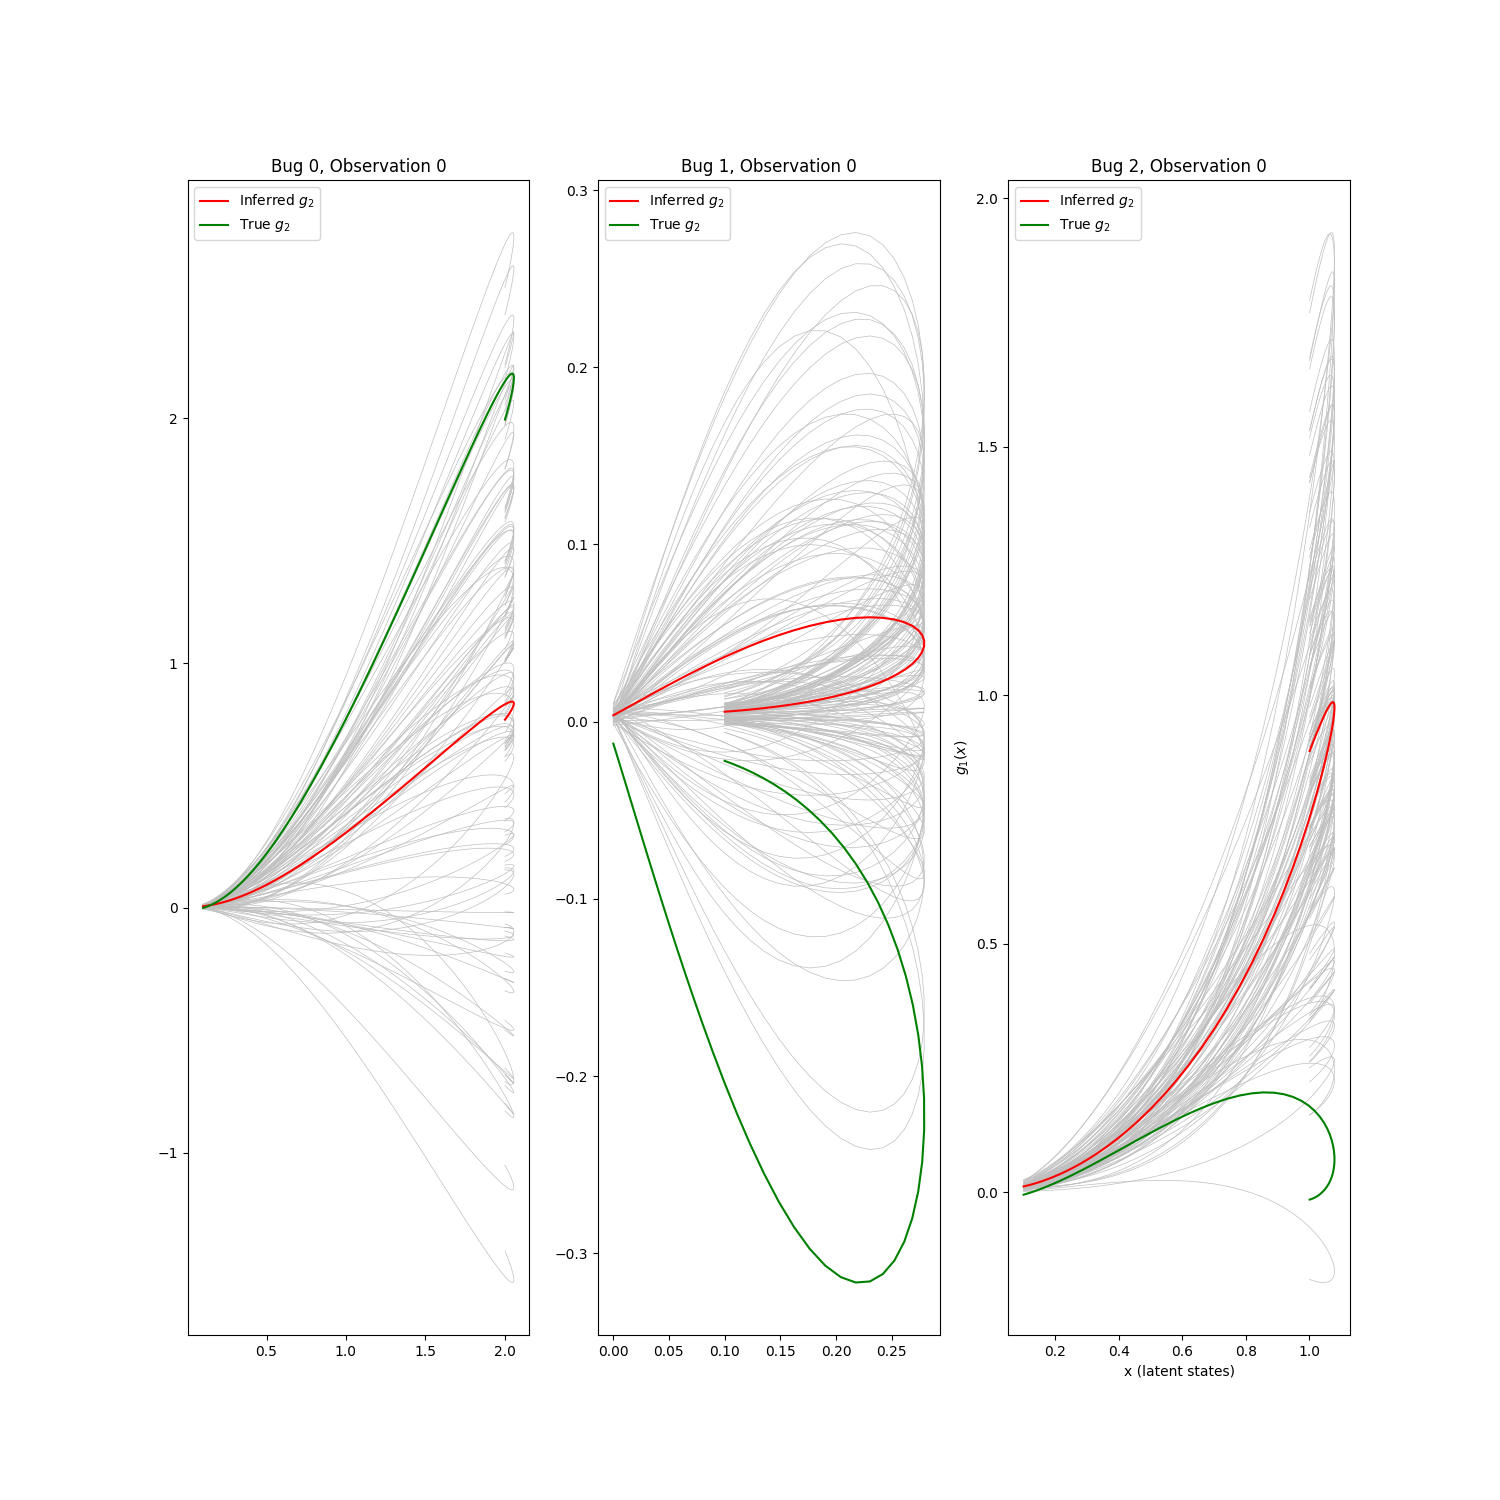 Bug 0, Observation 0
Inferred g₂
True g₂
2
1
0
−1
0.5 1.0 1.5 2.0
Bug 1, Observation 0
Inferred g₂
True g₂
0.3
0.2
0.1
0.0
−0.1
−0.2
−0.3
0.00 0.05 0.10 0.15 0.20 0.25
Bug 2, Observation 0
Inferred g₂
True g₂
g₁(x)
2.0
1.5
1.0
0.5
0.0
0.2 0.4 0.6 0.8 1.0
x (latent states)